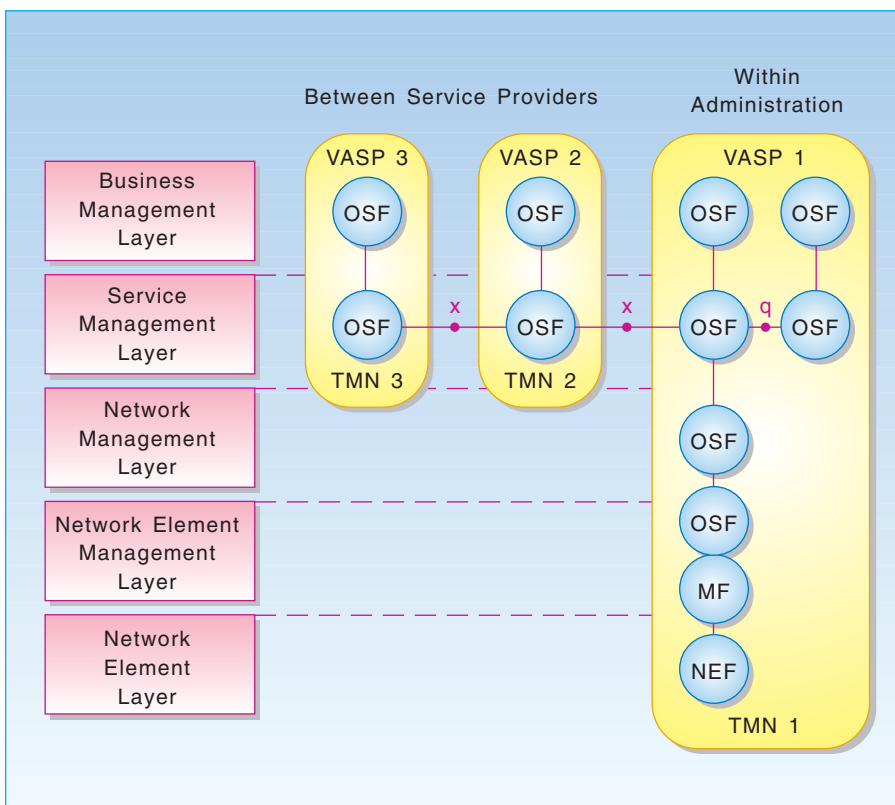 Between Service Providers
Within
Administration
VASP 3
VASP 2
VASP 1
Business
Management
Layer
OSF
OSF
OSF
OSF
Service
Management
Layer
OSF
x
OSF
x
OSF
q
OSF
TMN 3
TMN 2
Network
Management
Layer
OSF
Network Element
Management
Layer
OSF
MF
Network
Element
Layer
NEF
TMN 1